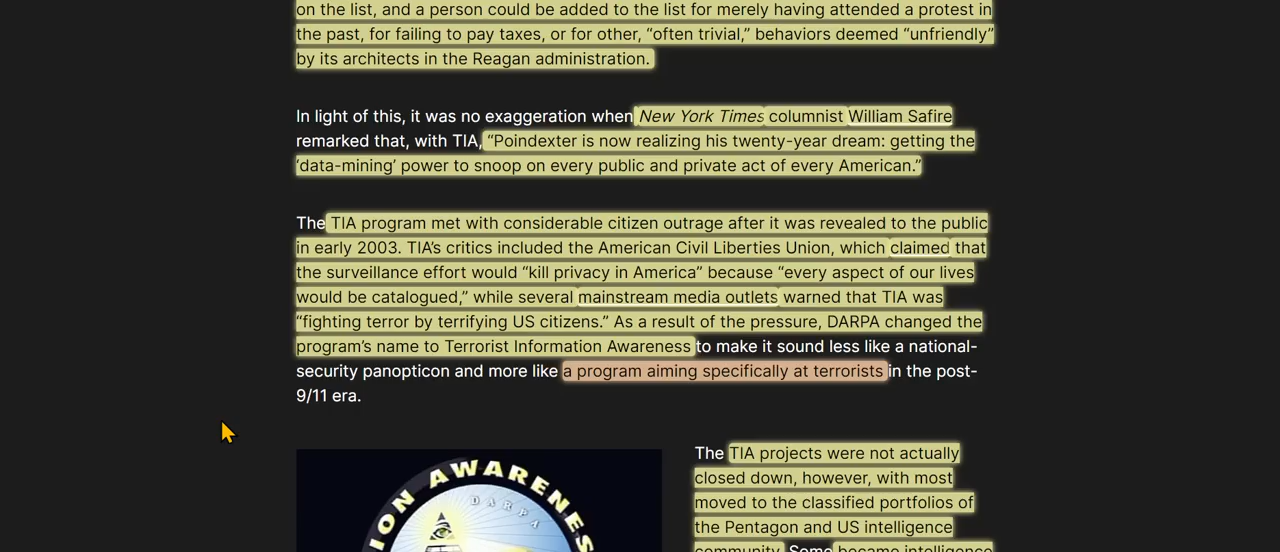 on the list, and a person could be added to the list for merely having attended a protest in
the past, for failing to pay taxes, or for other, “often trivial,” behaviors deemed “unfriendly”
by its architects in the Reagan administration.
In light of this, it was no exaggeration when New York Times columnist William Safire
remarked that, with TIA, “Poindexter is now realizing his twenty-year dream: getting the
‘data-mining’ power to snoop on every public and private act of every American.”
The TIA program met with considerable citizen outrage after it was revealed to the public
in early 2003. TIA’s critics included the American Civil Liberties Union, which claimed that
the surveillance effort would “kill privacy in America” because “every aspect of our lives
would be catalogued,” while several mainstream media outlets warned that TIA was
“fighting terror by terrifying US citizens.” As a result of the pressure, DARPA changed the
program’s name to Terrorist Information Awareness to make it sound less like a national-
security panopticon and more like a program aiming specifically at terrorists in the post-
9/11 era.
ION AWARENES
DARPA
The TIA projects were not actually
closed down, however, with most
moved to the classified portfolios of
the Pentagon and US intelligence
community. Some became intelligence